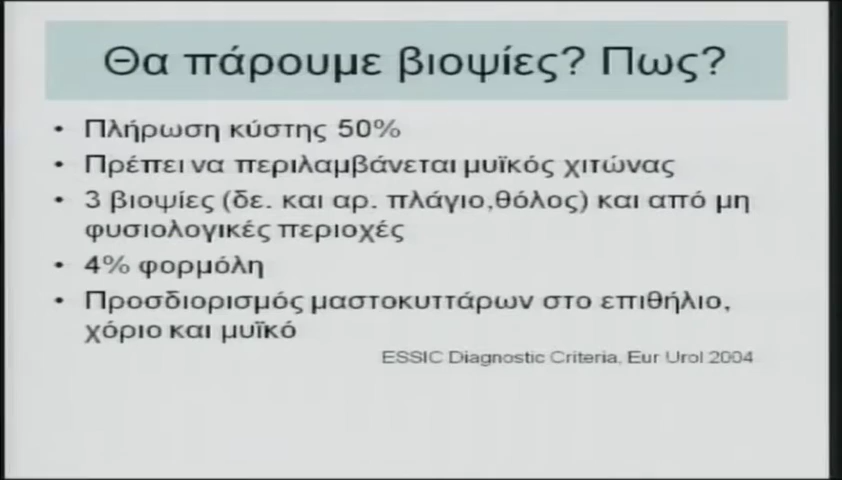 Θα πάρουμε βιοψίες? Πως?
• Πλήρωση κύστης 50%
• Πρέπει να περιλαμβάνεται μυϊκός χιτώνας
• 3 βιοψίες (δε. και αρ. πλάγιο,θόλος) και από μη
φυσιολογικές περιοχές
• 4% φορμόλη
• Προσδιορισμός μαστοκυττάρων στο επιθήλιο,
χόριο και μυϊκό
ESSIC Diagnostic Criteria, Eur Urol 2004